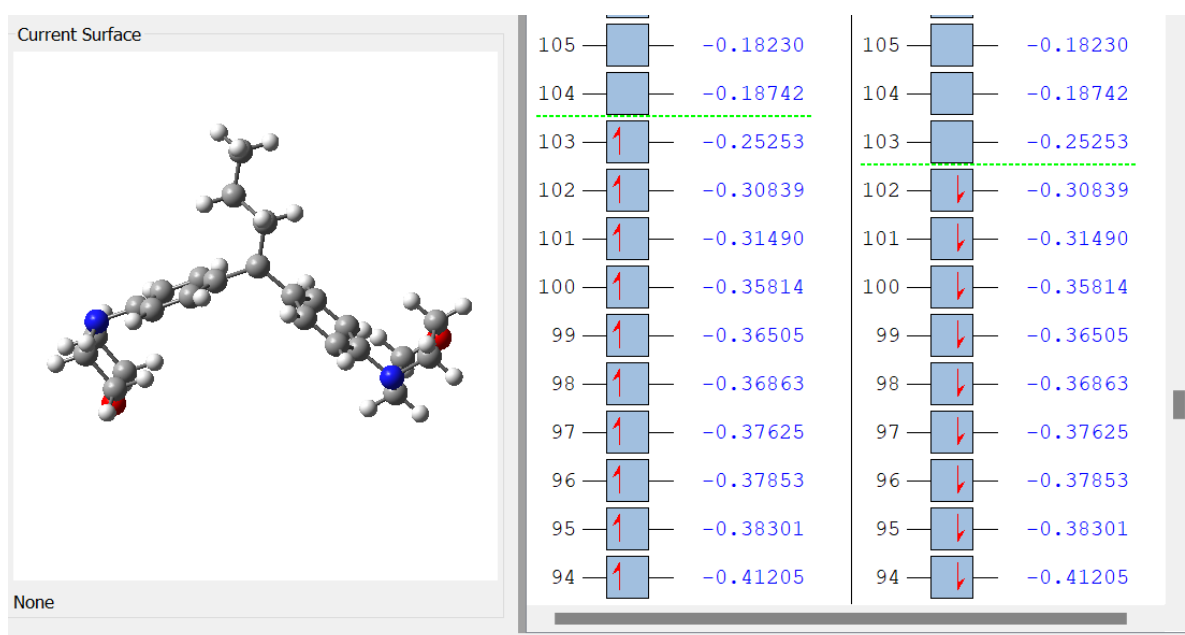 Current Surface
105 -0.18230 105 -0.18230
104 -0.18742 104 -0.18742
103 -0.25253 103 -0.25253
102 -0.30839 102 -0.30839
101 -0.31490 101 -0.31490
100 -0.35814 100 -0.35814
99 -0.36505 99 -0.36505
98 -0.36863 98 -0.36863
97 -0.37625 97 -0.37625
96 -0.37853 96 -0.37853
95 -0.38301 95 -0.38301
94 -0.41205 94 -0.41205
None